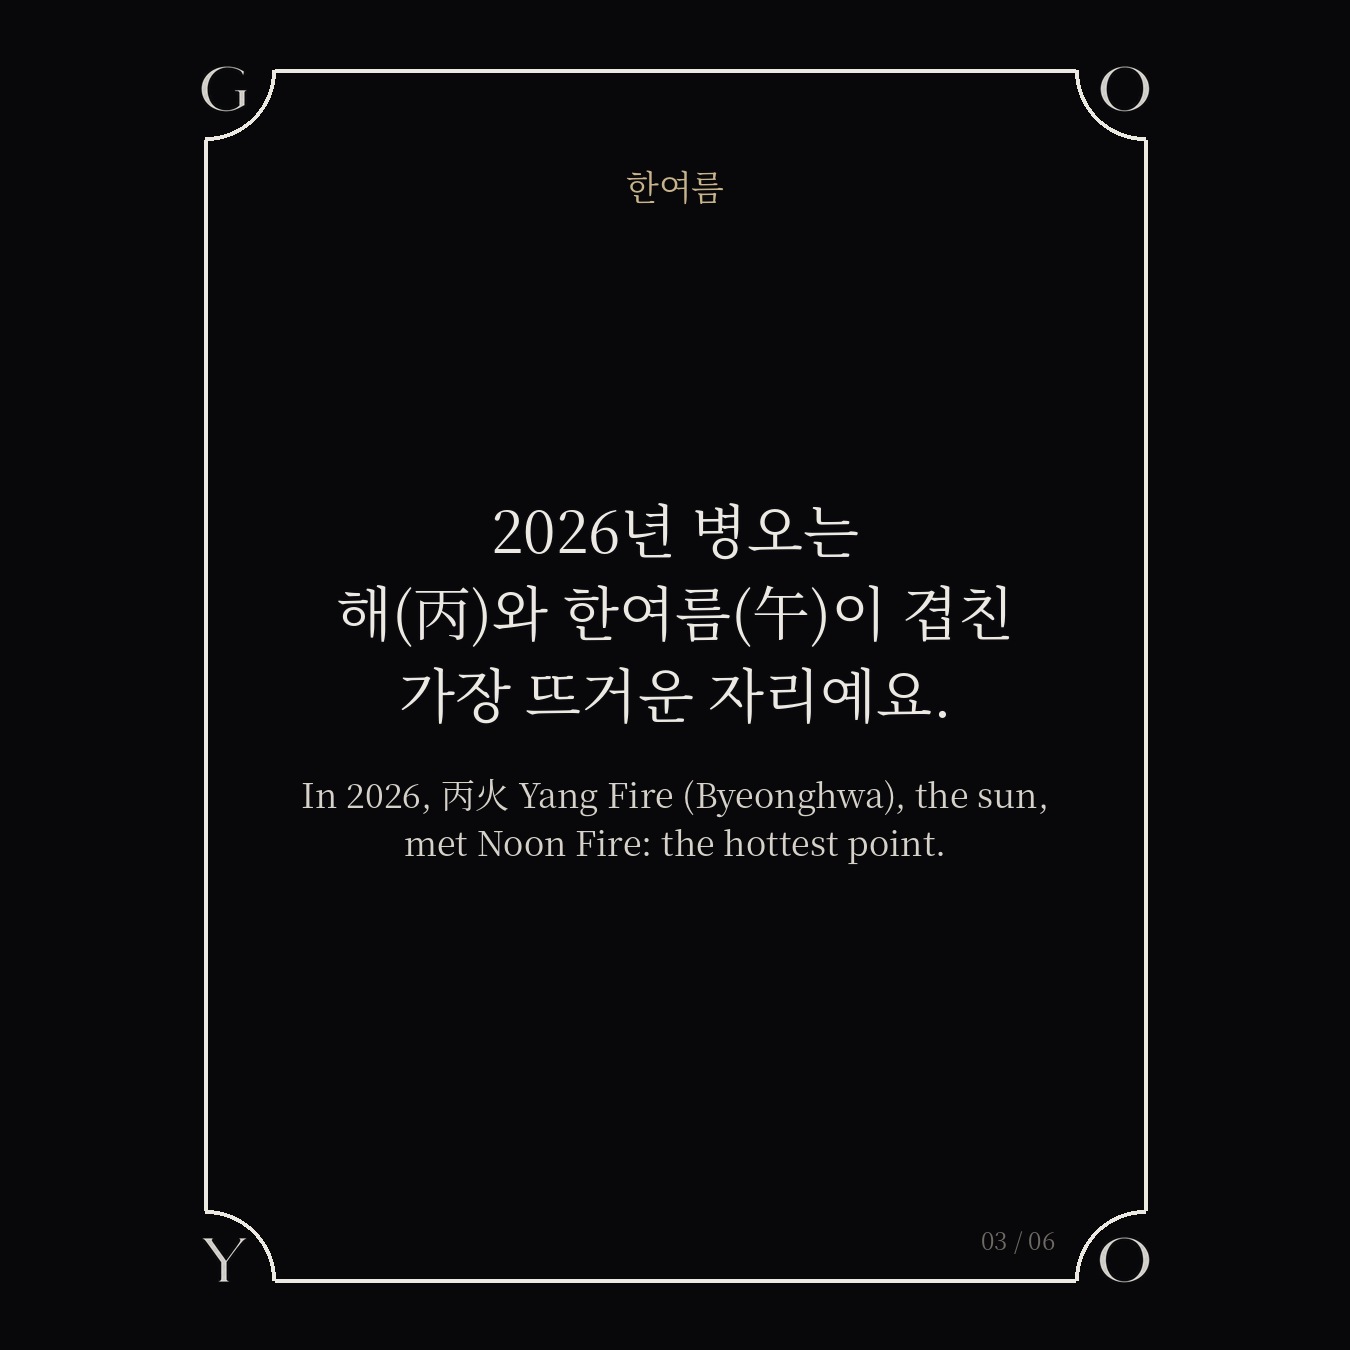 G O
한여름
2026년 병오는
해(丙)와 한여름(午)이 겹친
가장 뜨거운 자리예요.
In 2026, 丙火 Yang Fire (Byeonghwa), the sun,
met Noon Fire: the hottest point.
03 / 06
Y O